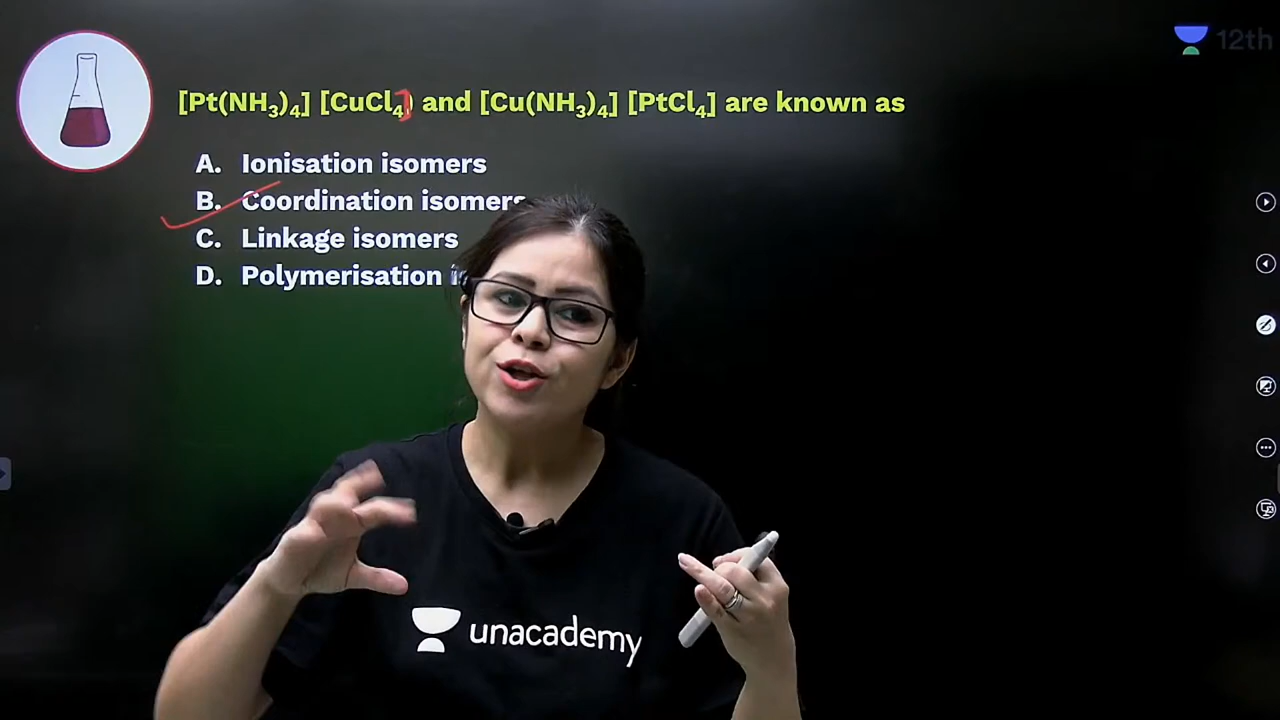 12th
[Pt(NH₃)₄] [CuCl₄] and [Cu(NH₃)₄] [PtCl₄] are known as
A. Ionisation isomers
B. Coordination isomers
C. Linkage isomers
D. Polymerisation
unacademy